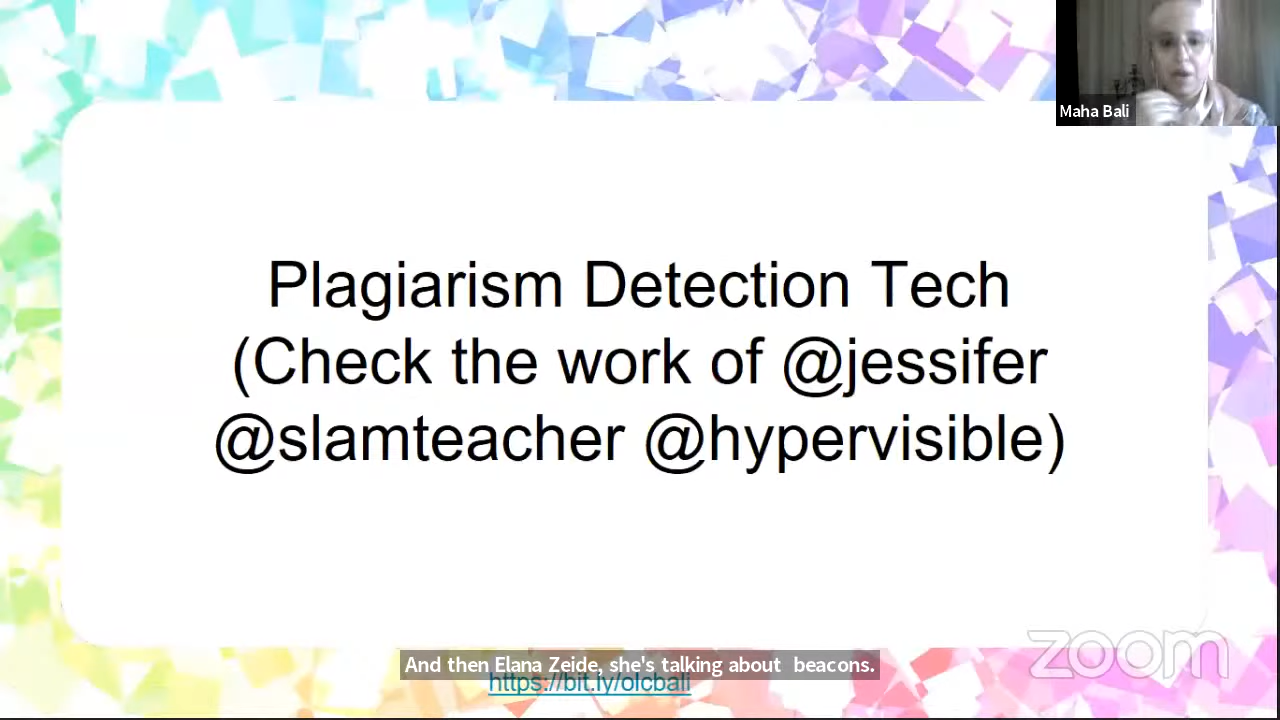 Maha Bali
Plagiarism Detection Tech
(Check the work of @jessifer
@slamteacher @hypervisible)
zoom
And then Elana Zeide, she's talking about  beacons.
https://bit.ly/olcbali